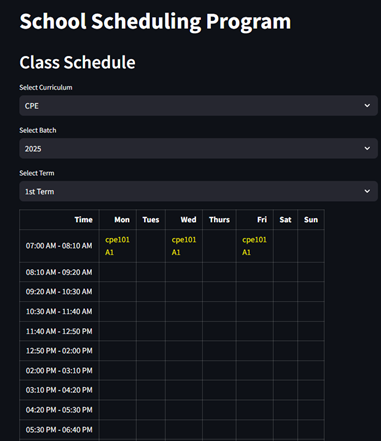 School Scheduling Program
Class Schedule
Select Curriculum
CPE
Select Batch
2025
Select Term
1st Term
Time Mon Tues Wed Thurs Fri Sat Sun
07:00 AM - 08:10 AM cpe101 cpe101 cpe101
A1 A1 A1
08:10 AM - 09:20 AM
09:20 AM - 10:30 AM
10:30 AM - 11:40 AM
11:40 AM - 12:50 PM
12:50 PM - 02:00 PM
02:00 PM - 03:10 PM
03:10 PM - 04:20 PM
04:20 PM - 05:30 PM
05:30 PM - 06:40 PM